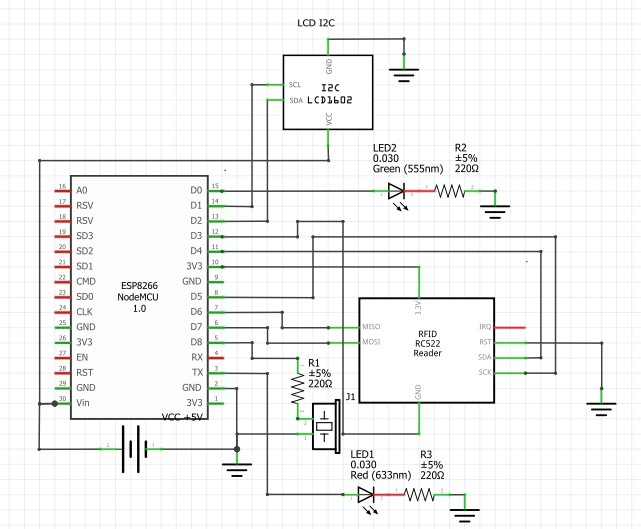 LCD I2C
GND
SCL
I2C
SDA
LCD1602
VCC
LED2
0.030
Green (555nm)
R2
±5%
220Ω
16 A0 D0 15
17 RSV D1 14
18 RSV D2 13
19 SD3 D3 12
20 SD2 D4 11
21 SD1 3V3 10
22 CMD GND 9
23 SD0 D5 8
24 CLK D6 7
25 GND D7 6
26 3V3 D8 5
27 EN RX 4
28 RST TX 3
29 GND GND 2
30 Vin 3V3 1
ESP8266
NodeMCU
1.0
VCC +5V
3.3V
MISO
MOSI
RFID
RC522
Reader
IRQ
RST
SDA
SCK
GND
R1
±5%
220Ω
J1
LED1
0.030
Red (633nm)
R3
±5%
220Ω